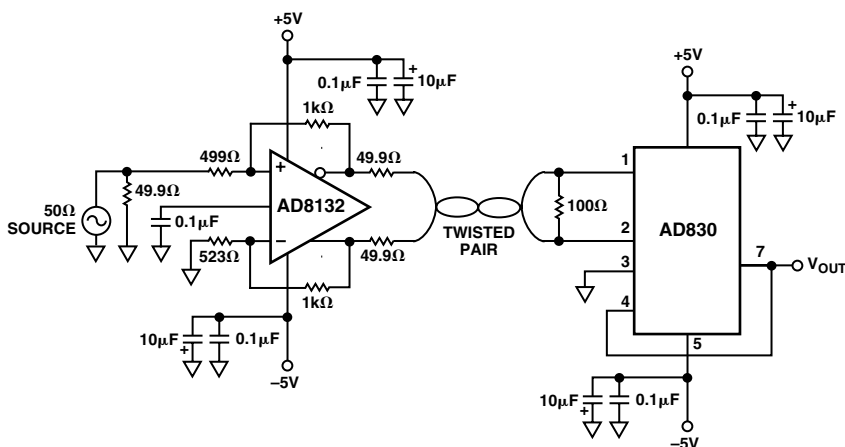 +5V
0.1µF
10µF
+
1kΩ
499Ω
49.9Ω
+
49.9Ω
50Ω
SOURCE
AD8132
0.1µF
–
523Ω
49.9Ω
1kΩ
10µF
+
0.1µF
–5V
TWISTED
PAIR
100Ω
+5V
0.1µF
10µF
+
1
2
3
4
AD830
7
VOUT
5
10µF
+
0.1µF
–5V